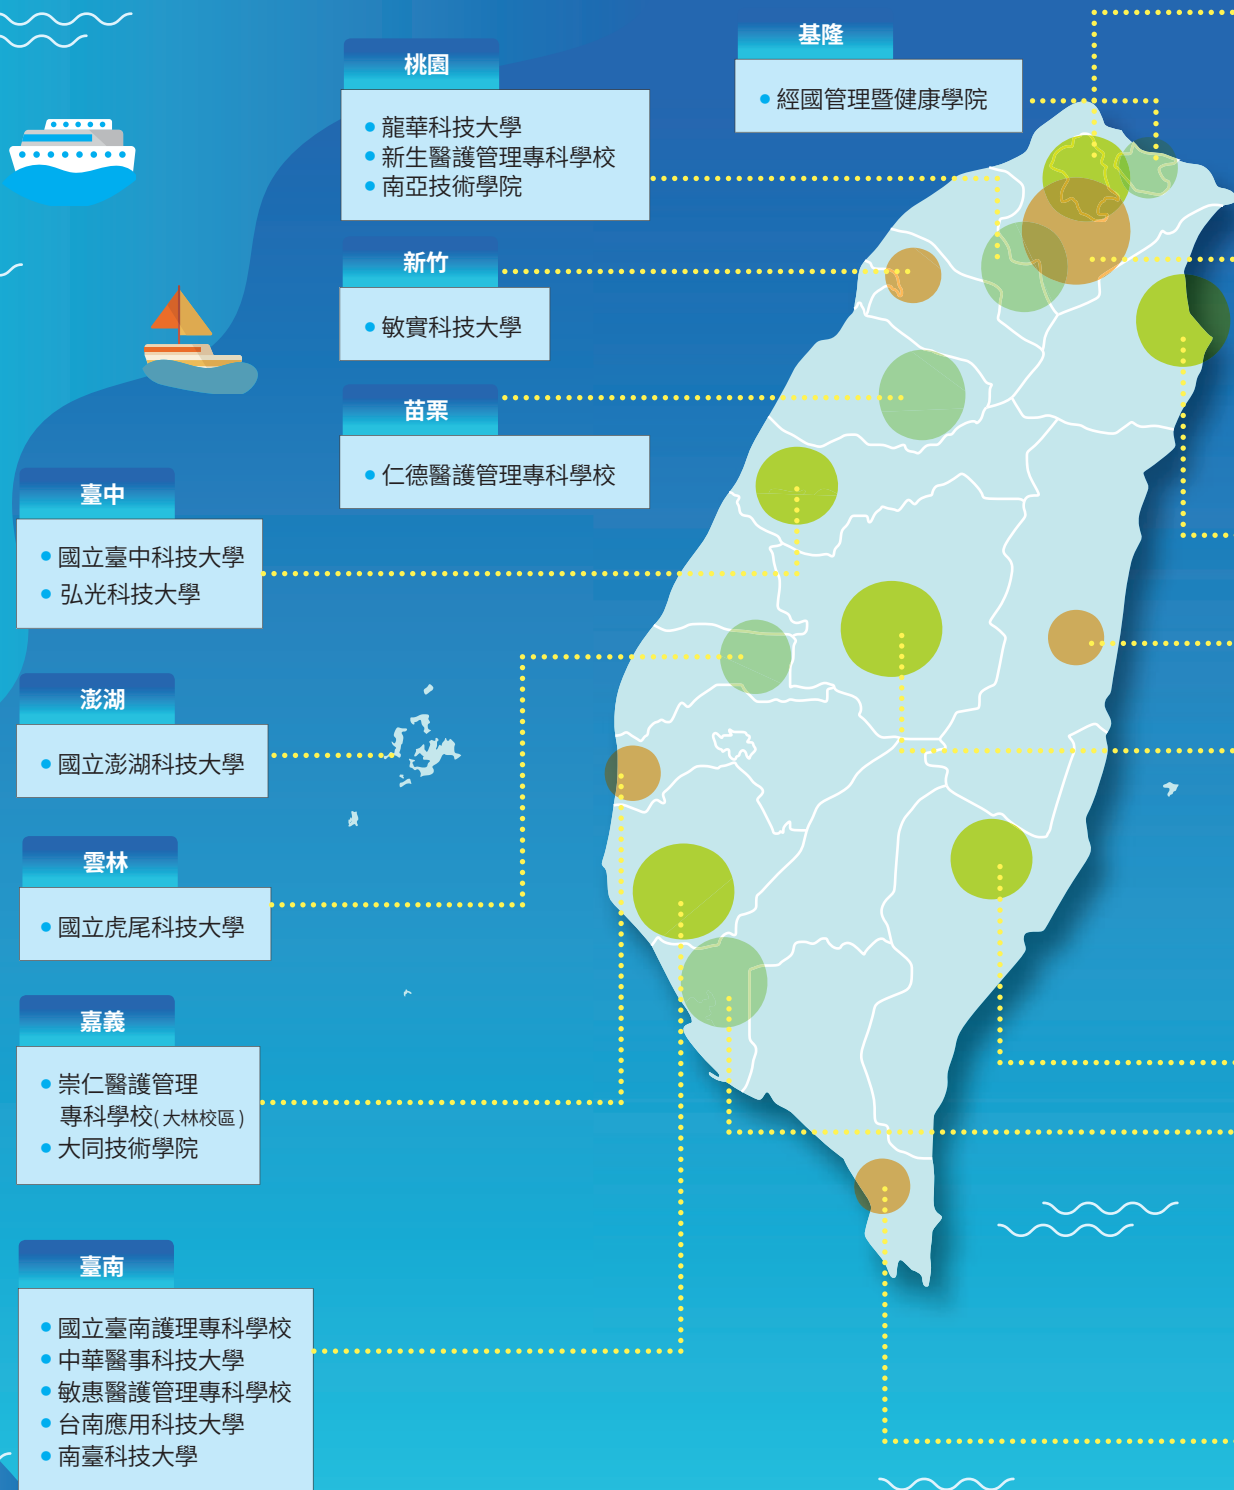 基隆
經國管理暨健康學院
桃園
龍華科技大學
新生醫護管理專科學校
南亞技術學院
新竹
敏實科技大學
苗栗
仁德醫護管理專科學校
臺中
國立臺中科技大學
弘光科技大學
澎湖
國立澎湖科技大學
雲林
國立虎尾科技大學
嘉義
崇仁醫護管理
專科學校(大林校區)
大同技術學院
臺南
國立臺南護理專科學校
中華醫事科技大學
敏惠醫護管理專科學校
台南應用科技大學
南臺科技大學